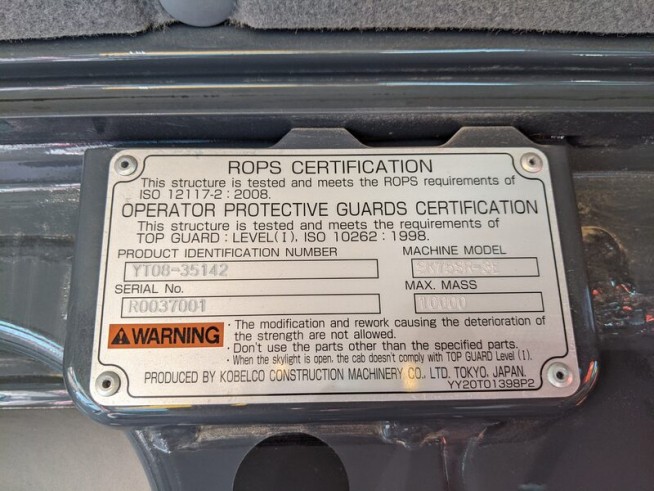 ROPS CERTIFICATION
This structure is tested and meets the ROPS requirements of
ISO 12117-2 : 2008.
OPERATOR PROTECTIVE GUARDS CERTIFICATION
This structure is tested and meets the requirements of
TOP GUARD : LEVEL(I), ISO 10262 : 1998.
PRODUCT IDENTIFICATION NUMBER
MACHINE MODEL
YT08-35142
SERIAL No.
MAX. MASS
R0037001
10000
WARNING
· The modification and rework causing the deterioration of
the strength are not allowed.
· Don't use the parts other than the specified parts.
· When the skylight is open, the cab doesn't comply with TOP GUARD Level (I).
PRODUCED BY KOBELCO CONSTRUCTION MACHINERY CO., LTD. TOKYO, JAPAN.
YY20T01398P2